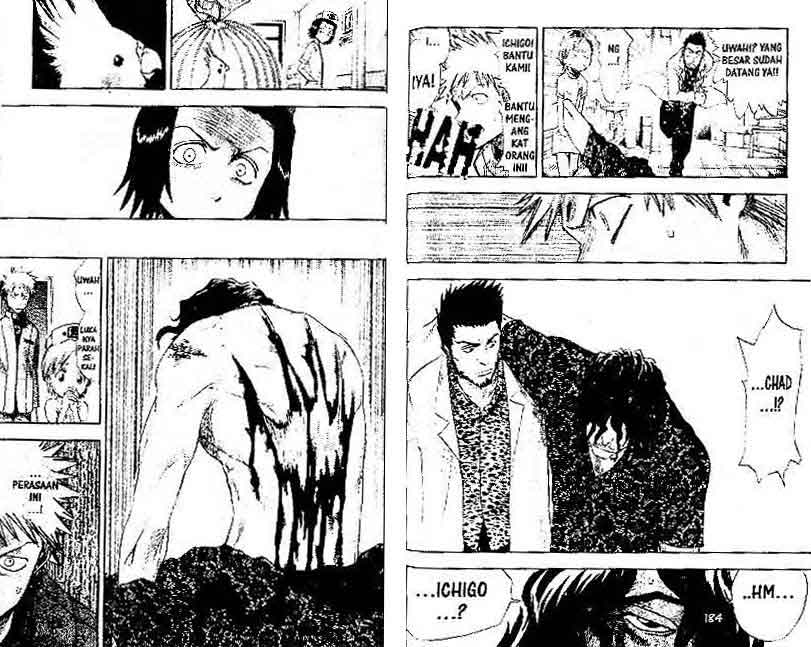 UWAH!? YANG
BESAR SUDAH
DATANG YA!!
NG
...!
ICHIGO!
BANTU
KAMI!
BANTU
MENG-
ANG
KAT
ORANG
INI!
I...
IYA!
HAH
...CHAD
...!?
..HM...
...ICHIGO
...?
184
UWAH
...
LUKA
NYA
PARAH
SE-
KALI!
...
PERASAAN
INI
...!